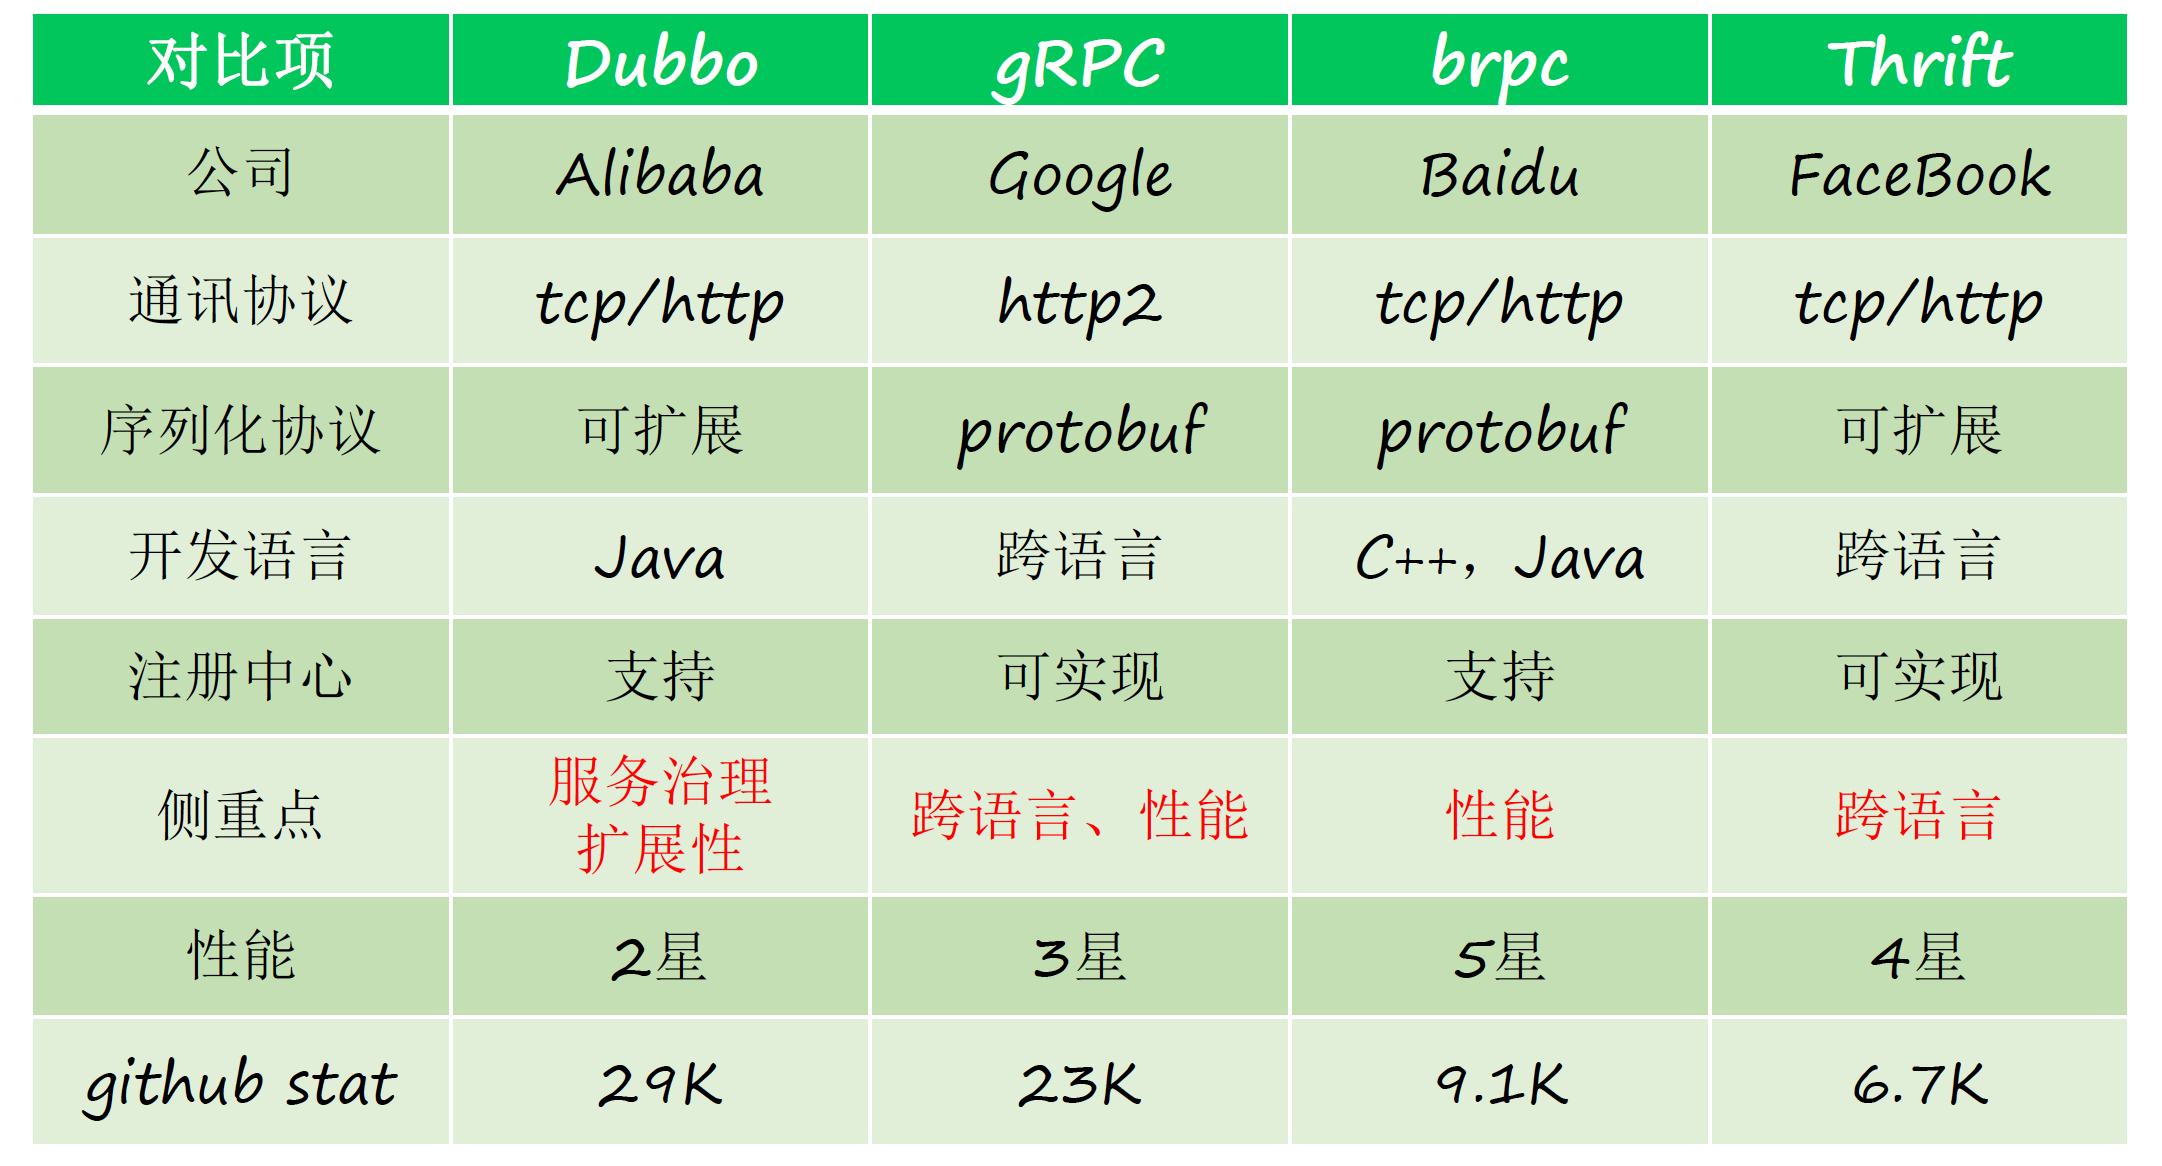 对比项 Dubbo gRPC brpc Thrift
公司 Alibaba Google Baidu FaceBook
通讯协议 tcp/http http2 tcp/http tcp/http
序列化协议 可扩展 protobuf protobuf 可扩展
开发语言 Java 跨语言 C++，Java 跨语言
注册中心 支持 可实现 支持 可实现
侧重点 服务治理 跨语言、性能 性能 跨语言
扩展性
性能 2星 3星 5星 4星
github stat 29K 23K 9.1K 6.7K